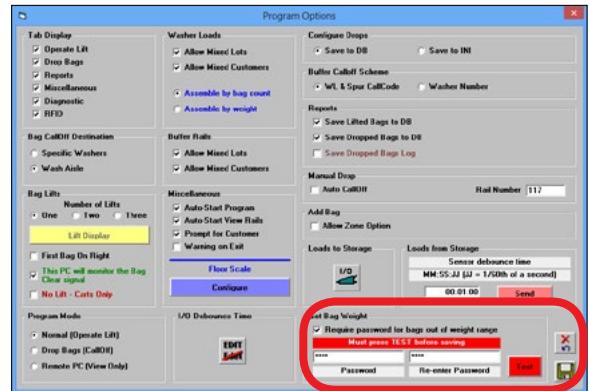 Program Options
Tab Display
Operate Lift
Drop Bags
Reports
Miscellaneous
Diagnostic
RFID
Bag CallOff Destination
Specific Washers
Wash Aisle
Bag Lifts
Number of Lifts
One
Two
Three
Lift Display
First Bag On Right
This PC will monitor the Bag
Clear signal
No Lift - Carts Only
Program Mode
Normal (Operate Lift)
Drop Bags (CallOff)
Remote PC (View Only)
Washer Loads
Allow Mixed Lots
Allow Mixed Customers
Assemble by bag count
Assemble by weight
Buffer Rails
Allow Mixed Lots
Allow Mixed Customers
Miscellaneous
Auto-Start Program
Auto-Start View Rails
Prompt for Customer
Warning on Exit
Floor Scale
Configure
I/O Debounce Time
EDIT
Configure Drops
Save to DB
Save to INI
Buffer Calloff Scheme
WL & Spur CallCode
Washer Number
Reports
Save Lifted Bags to DB
Save Dropped Bags to DB
Save Dropped Bags Log
Manual Drop
Auto CallOff
Rail Number 117
Add Bag
Allow Zone Option
Loads to Storage
I/O
Loads from Storage
Sensor debounce time
MM:SS:JJ (JJ = 1/60th of a second)
00:01:00
Send
Set Bag Weight
Require password for bags out of weight range
Must press TEST before saving
****
****
Password
Re-enter Password
Test